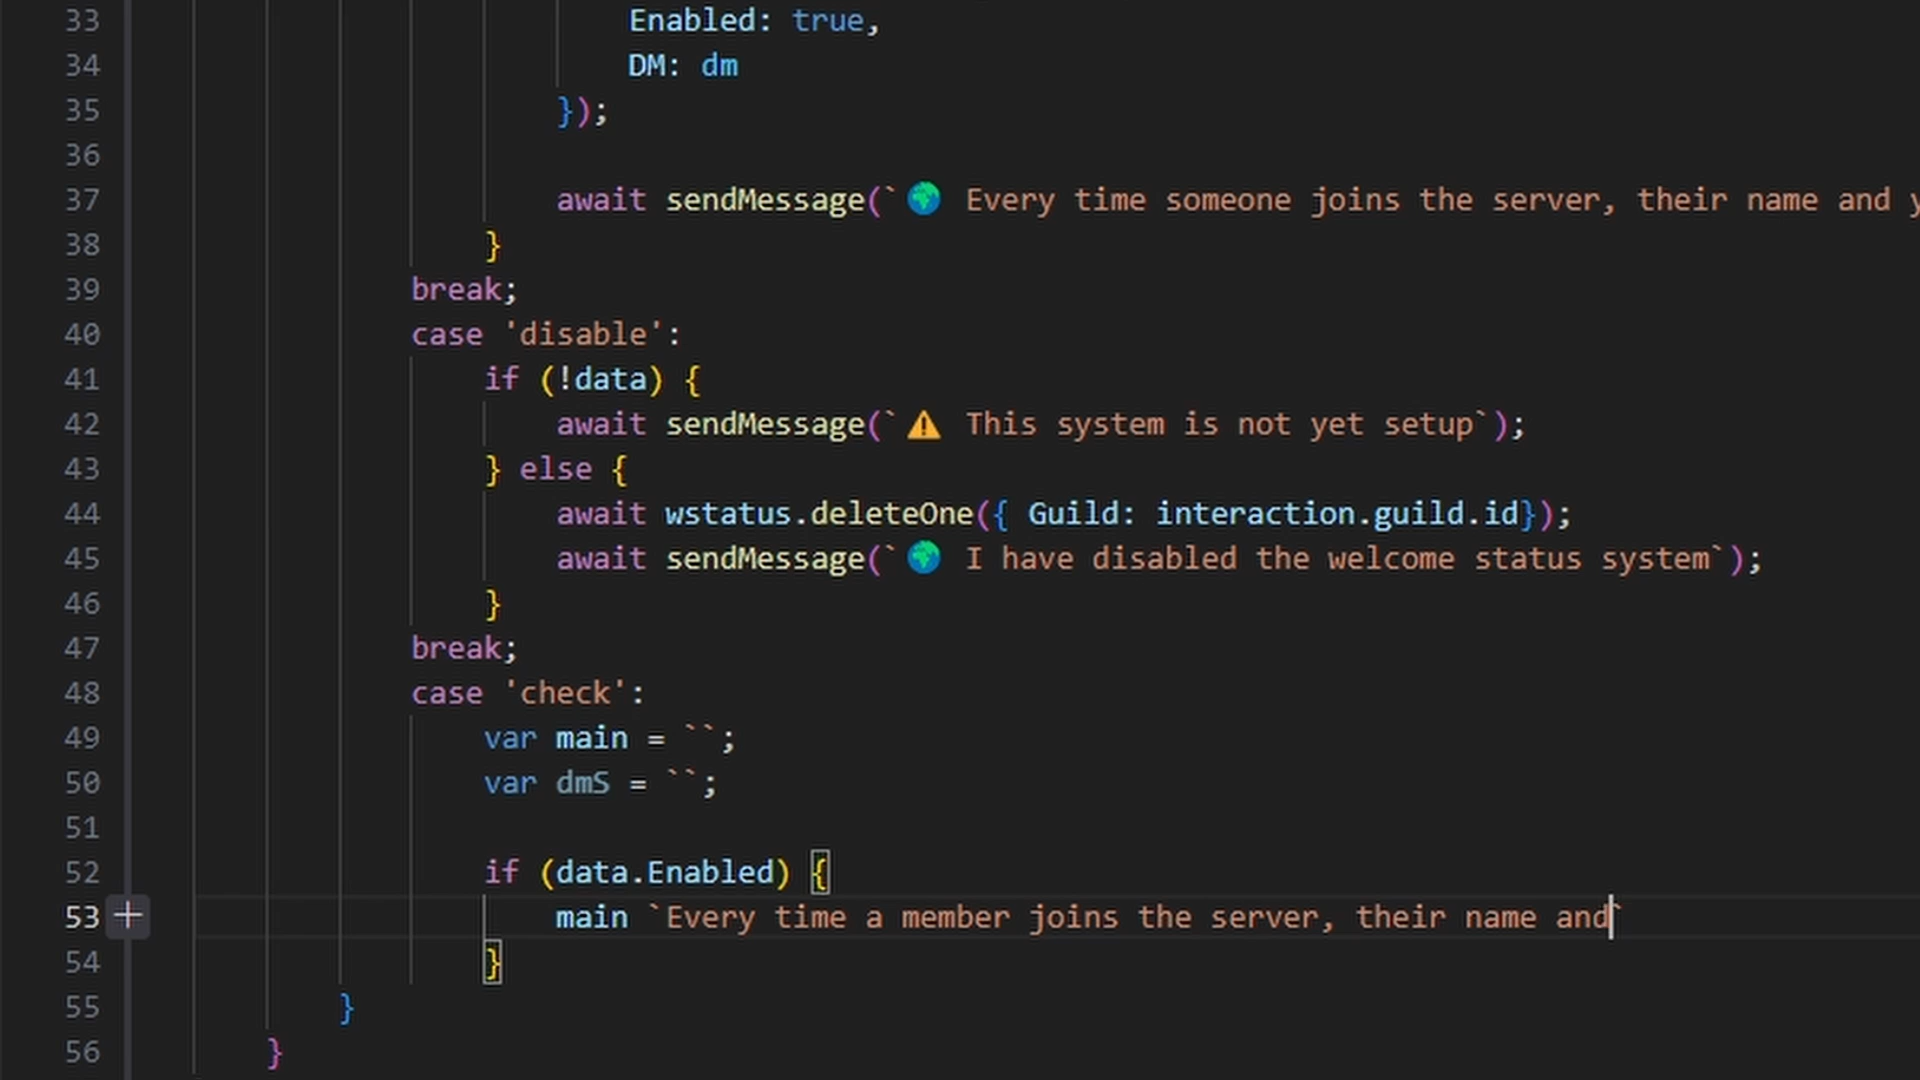 33 Enabled: true,
34 DM: dm
35 });
36
37 await sendMessage(`🌍 Every time someone joins the server, their name and y
38 }
39 break;
40 case 'disable':
41 if (!data) {
42 await sendMessage(`⚠️ This system is not yet setup`);
43 } else {
44 await wstatus.deleteOne({ Guild: interaction.guild.id});
45 await sendMessage(`🌍 I have disabled the welcome status system`);
46 }
47 break;
48 case 'check':
49 var main = ``;
50 var dmS = ``;
51
52 if (data.Enabled) {
53 main `Every time a member joins the server, their name and`
54 }
55 }
56 }